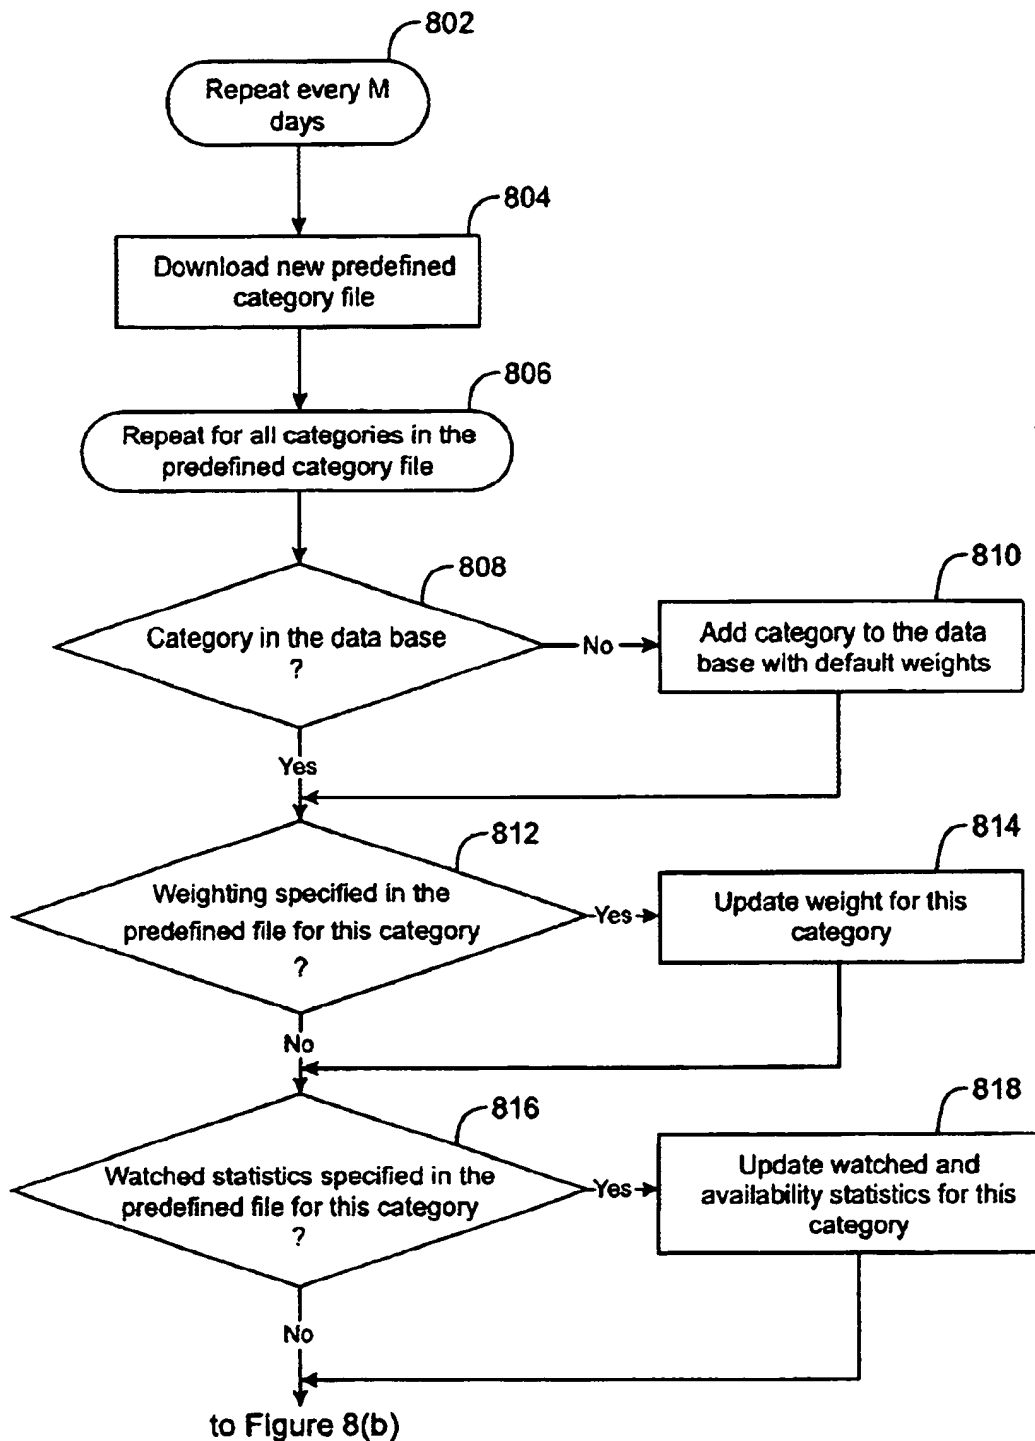 802
Repeat every M
days
804
Download new predefined
category file
806
Repeat for all categories in the
predefined category file
808
Category in the data base
?
No
810
Add category to the data
base with default weights
Yes
812
Weighting specified in the
predefined file for this category
?
Yes
814
Update weight for this
category
No
816
Watched statistics specified in the
predefined file for this category
?
Yes
818
Update watched and
availability statistics for this
category
No
to Figure 8(b)